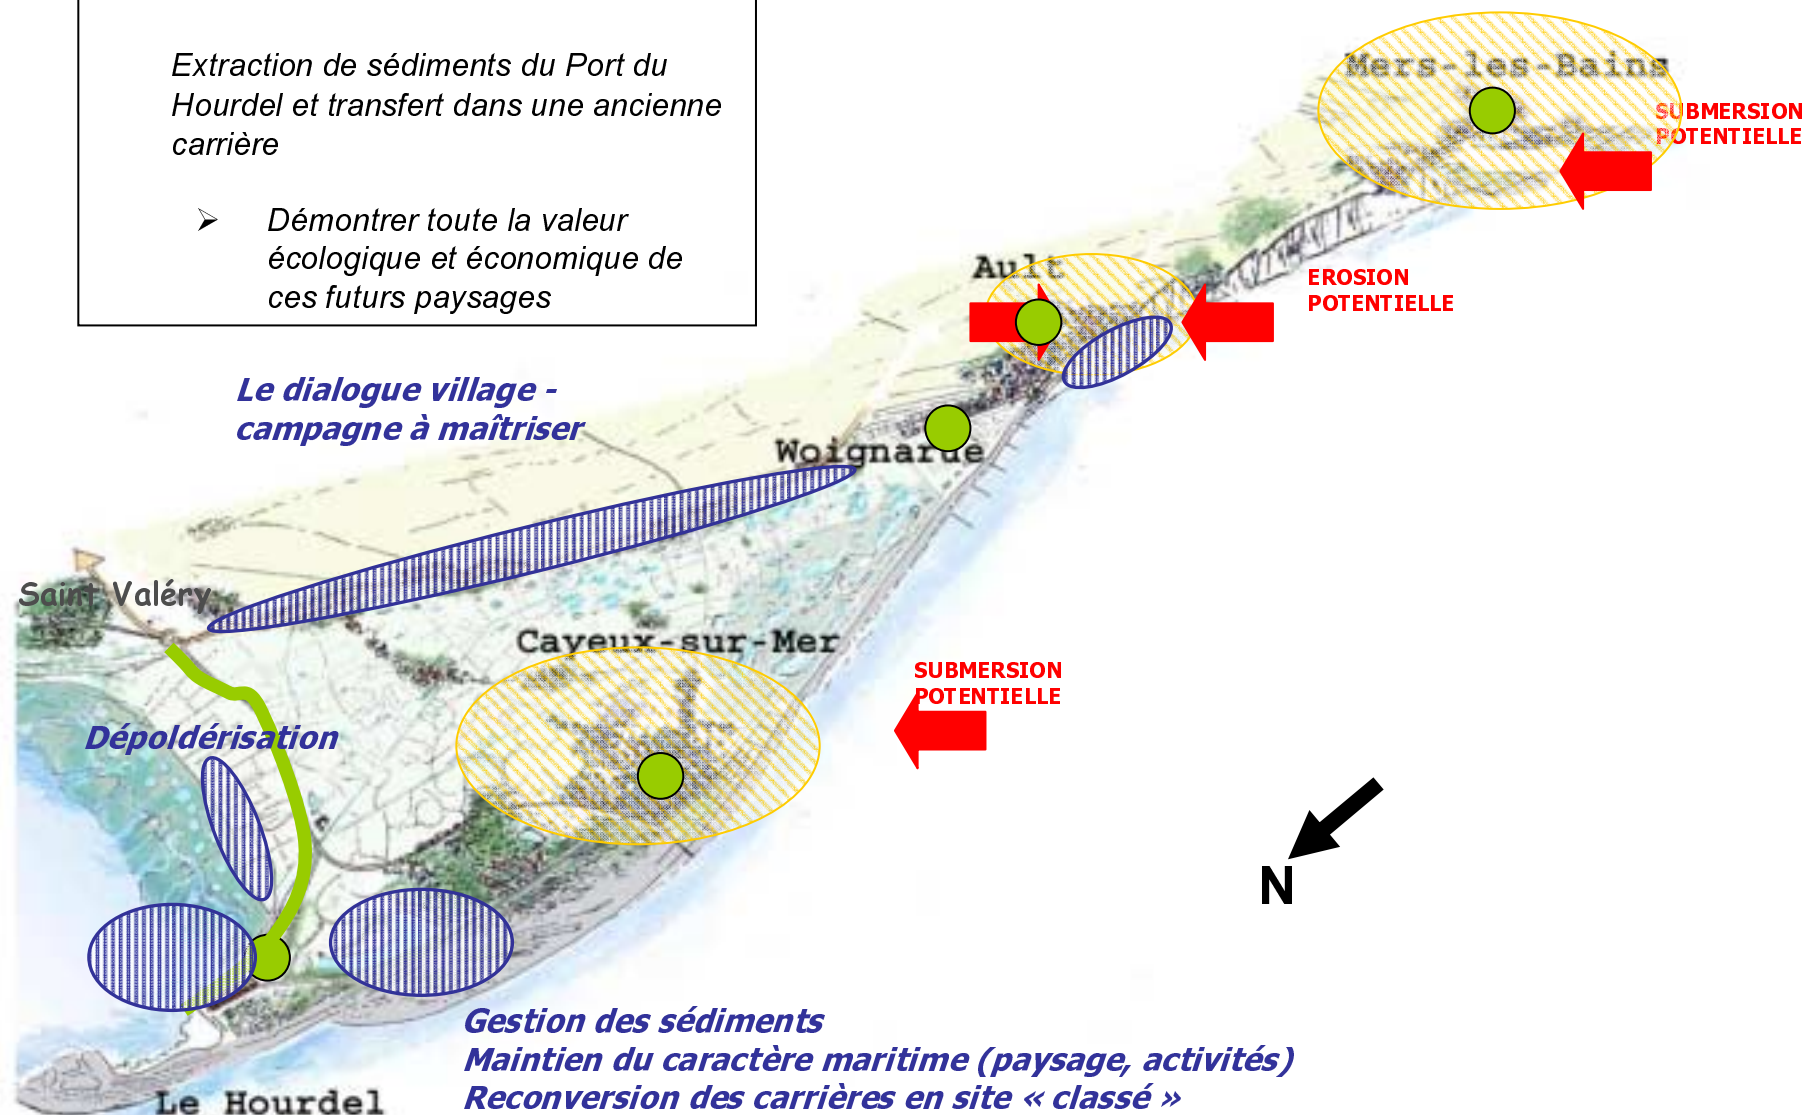 Extraction de sédiments du Port du
Hourdel et transfert dans une ancienne
carrière
➢ Démontrer toute la valeur
écologique et économique de
ces futurs paysages
Mers-les-Bains
SUBMERSION
POTENTIELLE
Ault
EROSION
POTENTIELLE
Le dialogue village -
campagne à maîtriser
Woignarue
Saint Valéry
Cayeux-sur-Mer
SUBMERSION
POTENTIELLE
Dépoldérisation
N
Gestion des sédiments
Maintien du caractère maritime (paysage, activités)
Reconversion des carrières en site « classé »
Le Hourdel